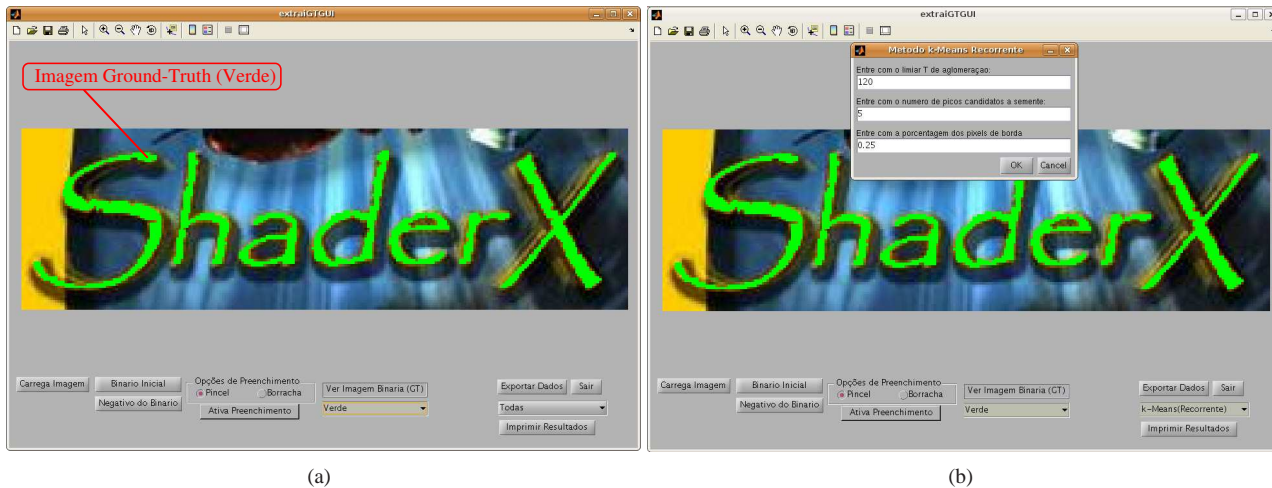 extraiGTGUI
Imagem Ground-Truth (Verde)
ShaderX
Carrega Imagem
Binario Inicial
Negativo do Binario
Opções de Preenchimento
Pincel
Borracha
Ativa Preenchimento
Ver Imagem Binaria (GT)
Verde
Exportar Dados
Sair
Todas
Imprimir Resultados
(a)
extraiGTGUI
Metodo k-Means Recorrente
Entre com o limiar T de aglomeraçao:
120
Entre com o numero de picos candidatos a semente:
5
Entre com a porcentagem dos pixels de borda
0.25
OK
Cancel
ShaderX
Carrega Imagem
Binario Inicial
Negativo do Binario
Opções de Preenchimento
Pincel
Borracha
Ativa Preenchimento
Ver Imagem Binaria (GT)
Verde
Exportar Dados
Sair
k-Means(Recorrente)
Imprimir Resultados
(b)